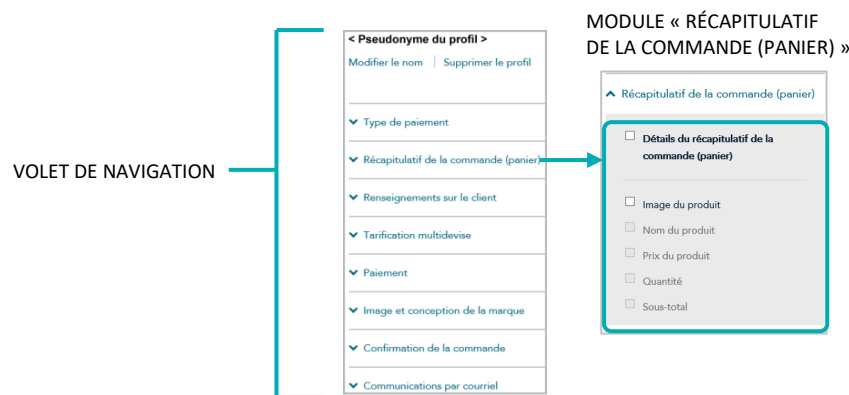 MODULE « RÉCAPITULATIF
DE LA COMMANDE (PANIER) »
VOLET DE NAVIGATION
< Pseudonyme du profil >
Modifier le nom | Supprimer le profil
Type de paiement
Récapitulatif de la commande (panier)
Renseignements sur le client
Tarification multidevise
Paiement
Image et conception de la marque
Confirmation de la commande
Communications par courriel
Récapitulatif de la commande (panier)
Détails du récapitulatif de la
commande (panier)
Image du produit
Nom du produit
Prix du produit
Quantité
Sous-total